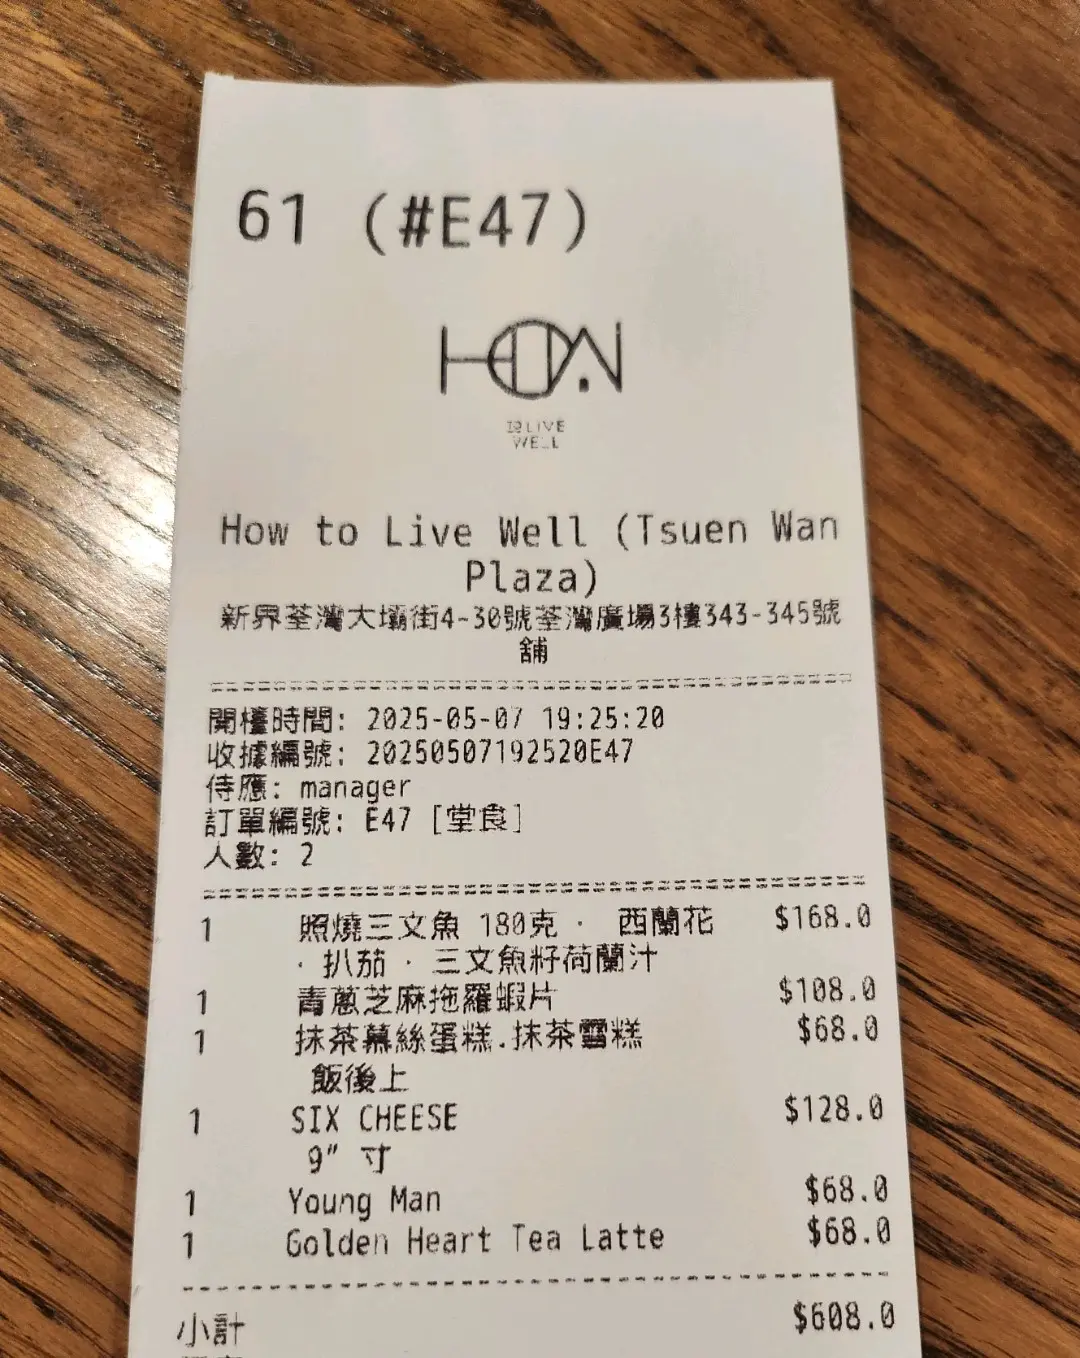 61 (#E47)
HOW
TO LIVE
WELL
How to Live Well (Tsuen Wan
Plaza)
新界荃灣大壩街4-30號荃灣廣場3樓343-345號
舖
開檯時間: 2025-05-07 19:25:20
收據編號: 20250507192520E47
侍應: manager
訂單編號: E47 [堂食]
人數: 2
1 照燒三文魚 180克 · 西蘭花 $168.0
· 扒茄 · 三文魚籽荷蘭汁
1 青蔥芝麻拖羅蝦片 $108.0
1 抹茶慕絲蛋糕.抹茶雪糕 $68.0
飯後上
1 SIX CHEESE $128.0
9" 寸
1 Young Man $68.0
1 Golden Heart Tea Latte $68.0
小計 $608.0